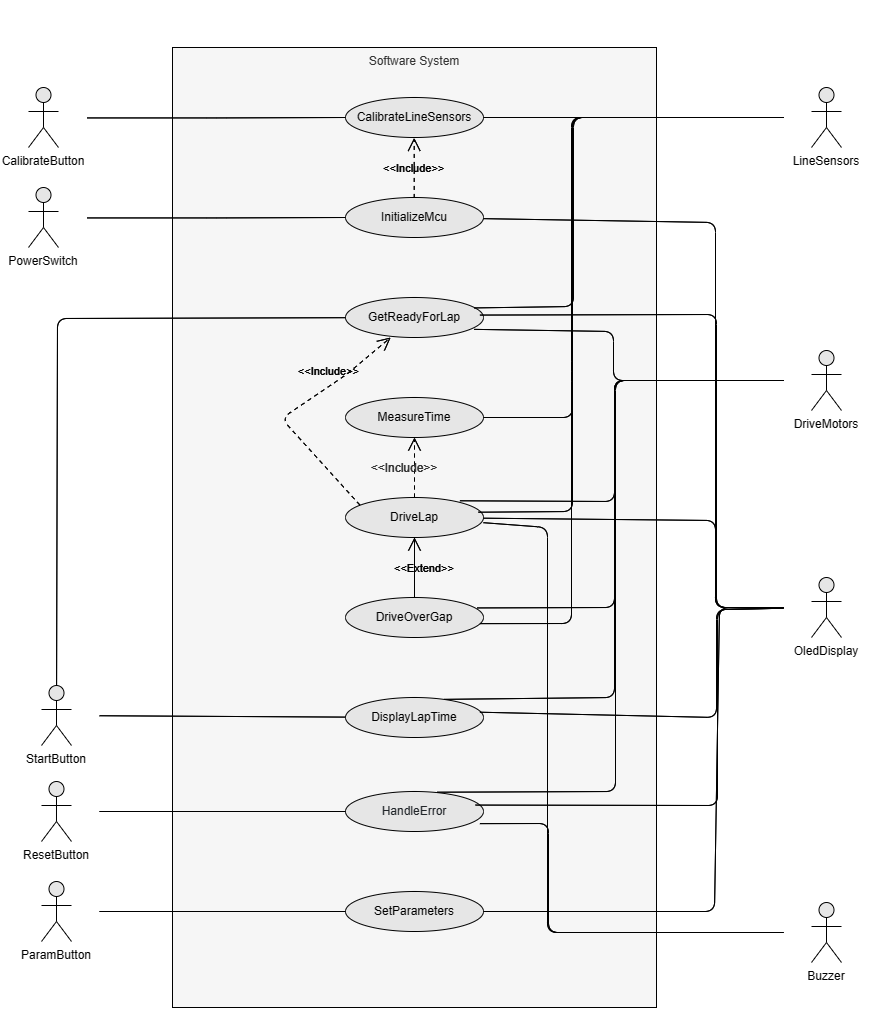 Software System
CalibrateLineSensors
CalibrateButton
LineSensors
<<Include>>
InitializeMcu
PowerSwitch
GetReadyForLap
<<Include>>
MeasureTime
DriveMotors
<<Include>>
DriveLap
<<Extend>>
DriveOverGap
OledDisplay
DisplayLapTime
StartButton
HandleError
ResetButton
SetParameters
ParamButton
Buzzer